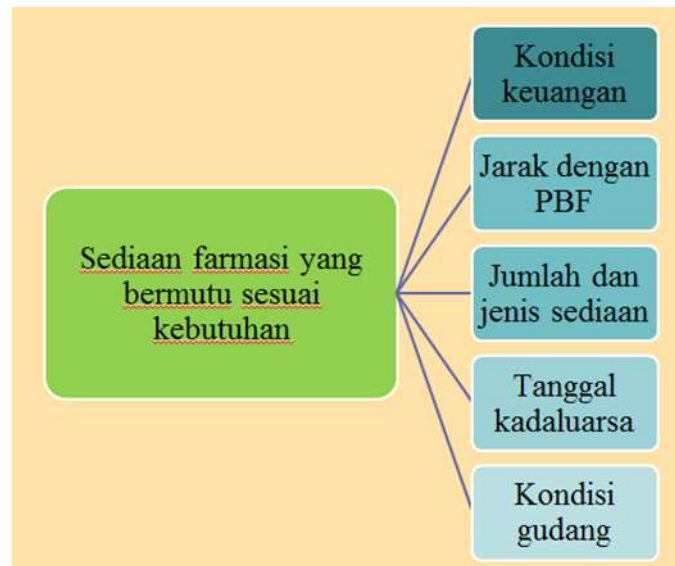 Sediaan farmasi yang
bermutu sesuai
kebutuhan
Kondisi
keuangan
Jarak dengan
PBF
Jumlah dan
jenis sediaan
Tanggal
kadaluarsa
Kondisi
gudang